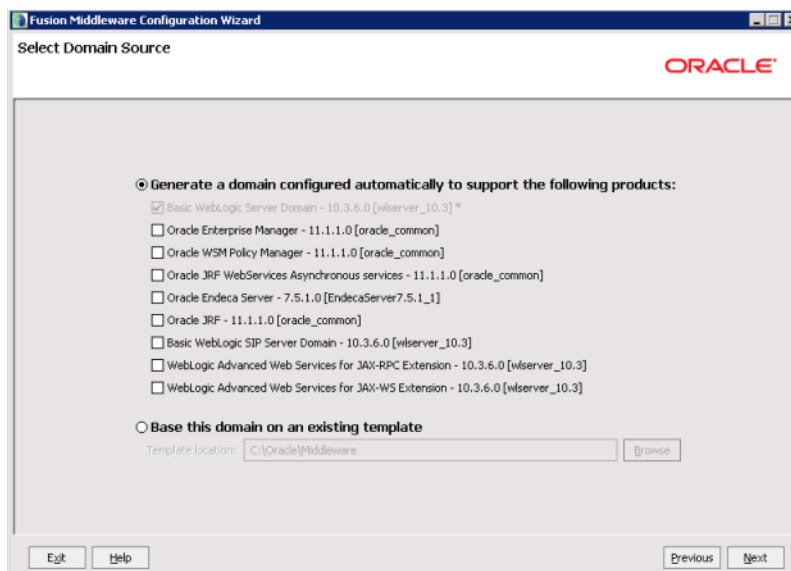 Fusion Middleware Configuration Wizard
Select Domain Source
ORACLE
Generate a domain configured automatically to support the following products:
Basic WebLogic Server Domain - 10.3.6.0 [wlserver_10.3] *
Oracle Enterprise Manager - 11.1.1.0 [oracle_common]
Oracle WSM Policy Manager - 11.1.1.0 [oracle_common]
Oracle JRF WebServices Asynchronous services - 11.1.1.0 [oracle_common]
Oracle Endeca Server - 7.5.1.0 [EndecaServer7.5.1_1]
Oracle JRF - 11.1.1.0 [oracle_common]
Basic WebLogic SIP Server Domain - 10.3.6.0 [wlserver_10.3]
WebLogic Advanced Web Services for JAX-RPC Extension - 10.3.6.0 [wlserver_10.3]
WebLogic Advanced Web Services for JAX-WS Extension - 10.3.6.0 [wlserver_10.3]
Base this domain on an existing template
Template location: C:\Oracle\Middleware Browse
Exit Help Previous Next